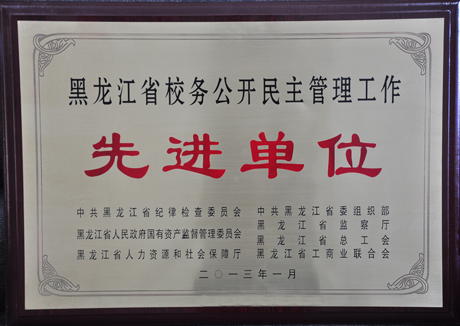 黑龙江省校务公开民主管理工作
先进单位
中共黑龙江省纪律检查委员会 中共黑龙江省委组织部
黑龙江省人民政府国有资产监督管理委员会 黑龙江省监察厅
黑龙江省人力资源和社会保障厅 黑龙江省总工会
黑龙江省工商业联合会
二〇一三年一月